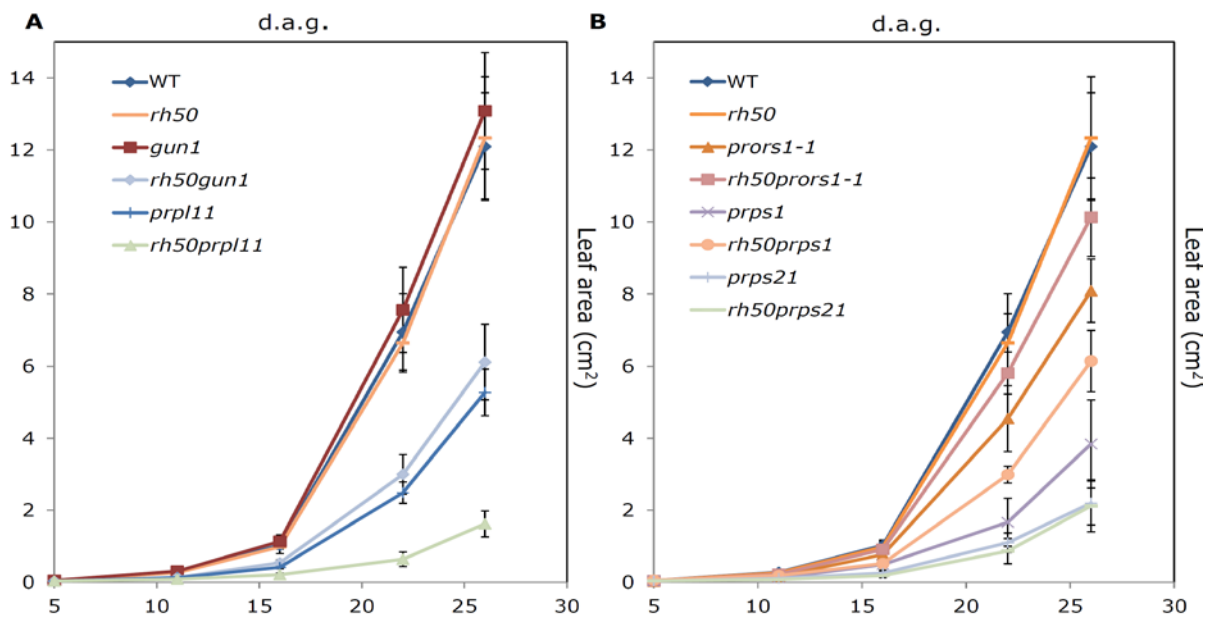 A
d.a.g.
14
12
10
8
6
4
2
0
5
10
15
20
25
30
WT
rh50
gun1
rh50gun1
prpl11
rh50prpl11
Leaf area (cm²)
B
d.a.g.
14
12
10
8
6
4
2
0
5
10
15
20
25
30
WT
rh50
prors1-1
rh50prors1-1
prps1
rh50prps1
prps21
rh50prps21
Leaf area (cm²)